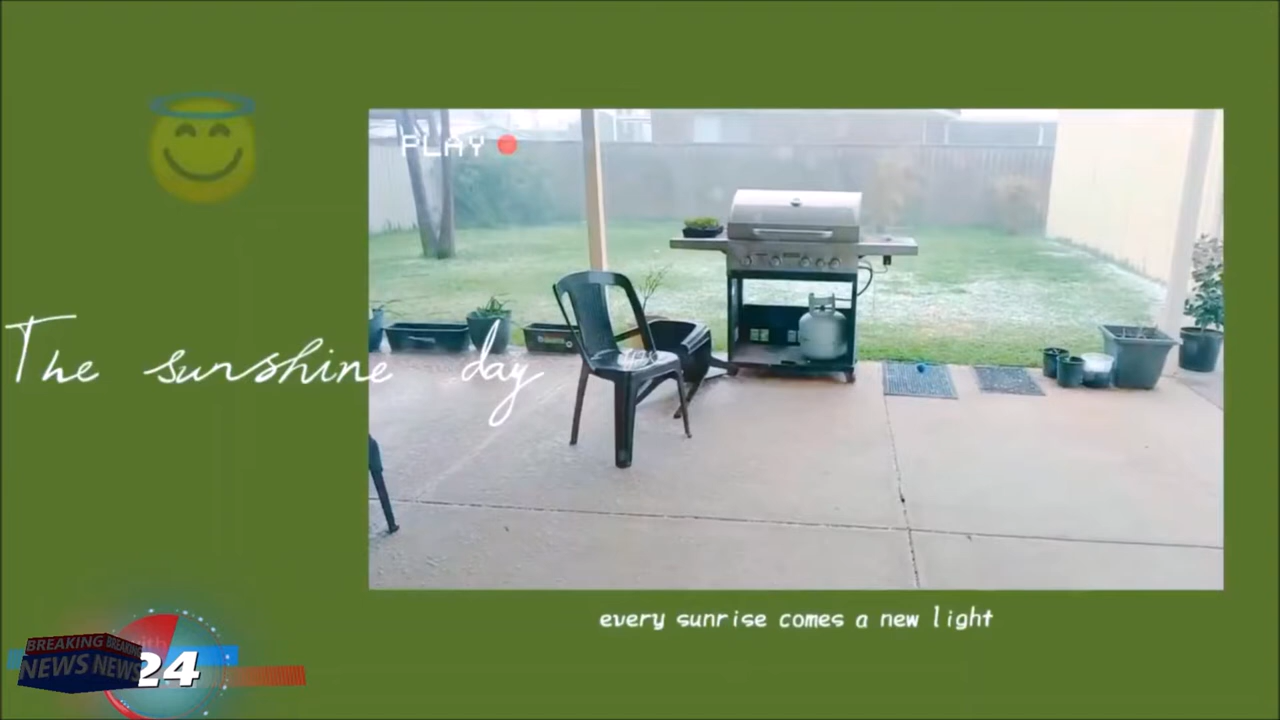 PLAY
The sunshine day
every sunrise comes a new light
BREAKING BREAKING
NEWS NEWS
24